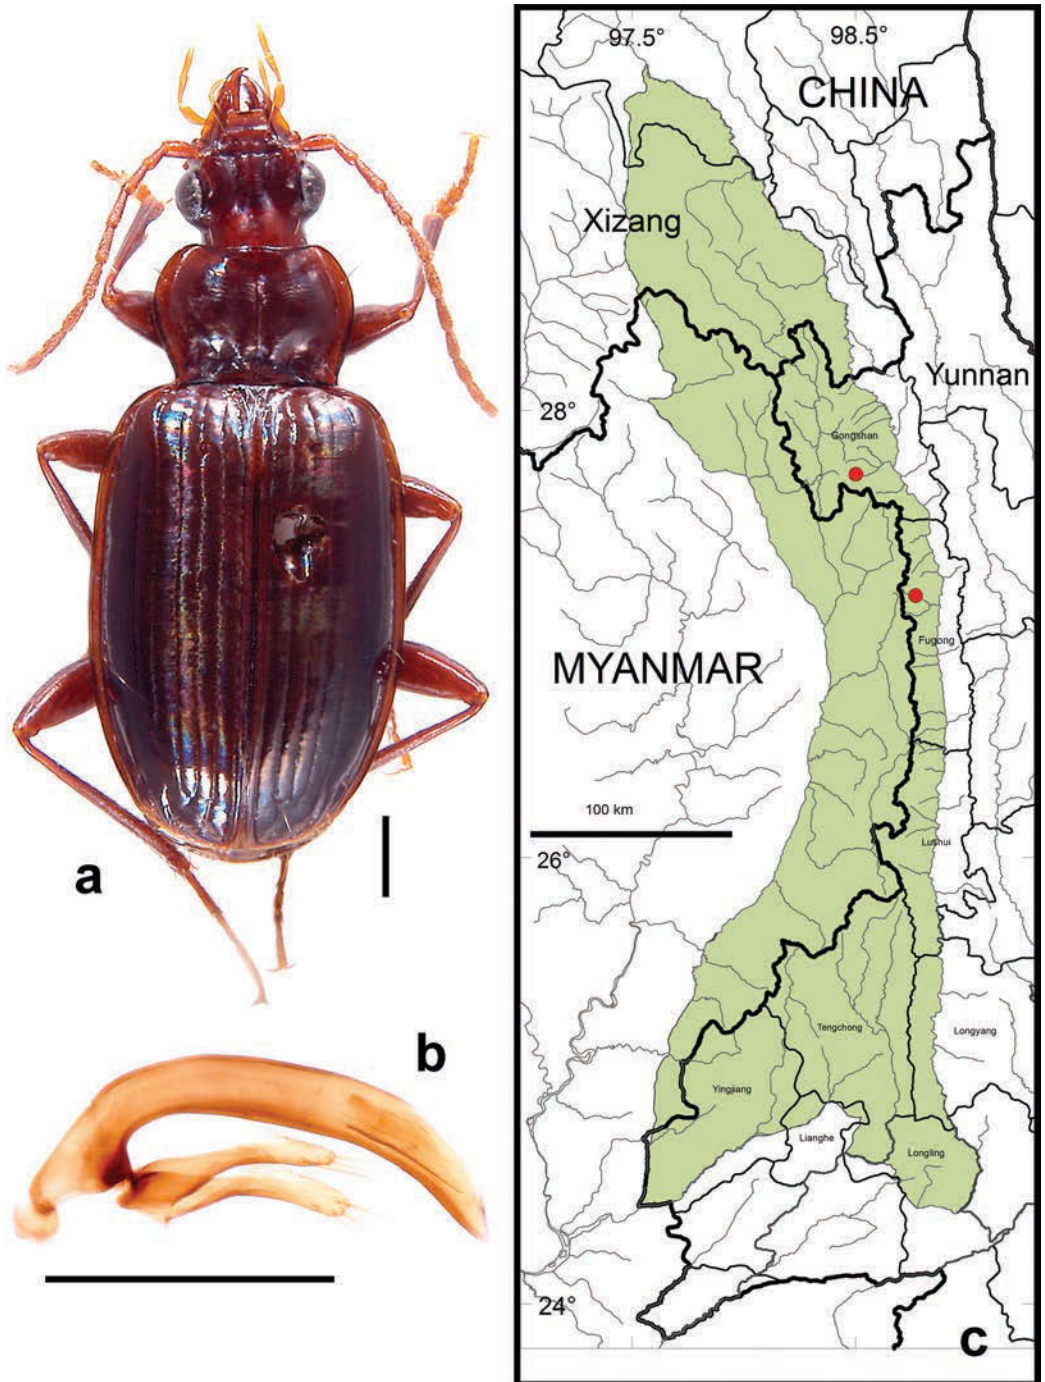 a
b
97.5°
98.5°
CHINA
Xizang
Yunnan
28°
Gongshan
Fugong
MYANMAR
100 km
26°
Lushui
Tengchong
Longyang
Yingjiang
Lianghe
Longling
24°
c